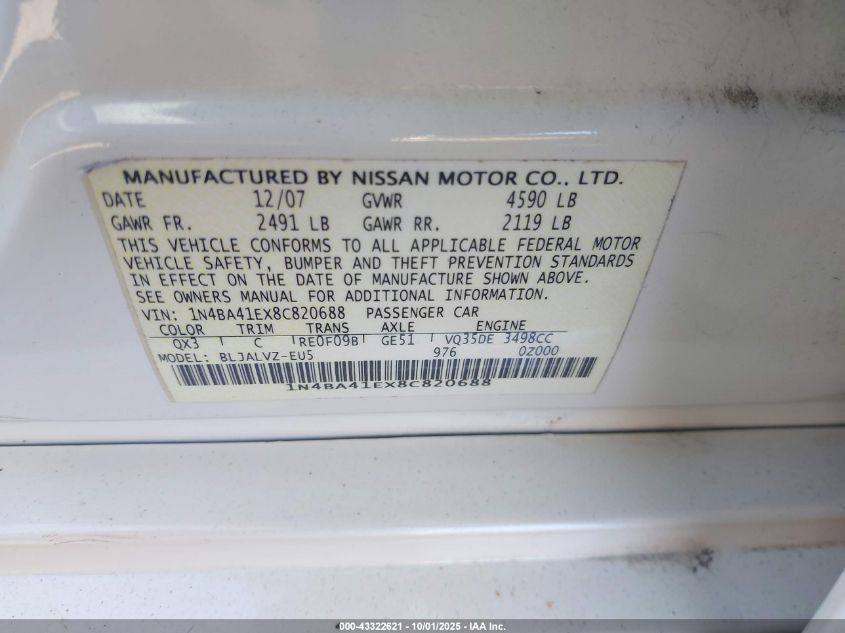 MANUFACTURED BY NISSAN MOTOR CO., LTD.
DATE 12/07 GVWR 4590 LB
GAWR FR. 2491 LB GAWR RR. 2119 LB
THIS VEHICLE CONFORMS TO ALL APPLICABLE FEDERAL MOTOR
VEHICLE SAFETY, BUMPER AND THEFT PREVENTION STANDARDS
IN EFFECT ON THE DATE OF MANUFACTURE SHOWN ABOVE.
SEE OWNERS MANUAL FOR ADDITIONAL INFORMATION.
VIN: 1N4BA41EX8C820688 PASSENGER CAR
COLOR TRIM TRANS AXLE ENGINE
QX3 C RE0F09B GE51 VQ35DE 3498CC
MODEL: BLJALVZ-EU5 976 0Z000
1N4BA41EX8C820688
000-43322621 - 10/01/2025 - IAA Inc.